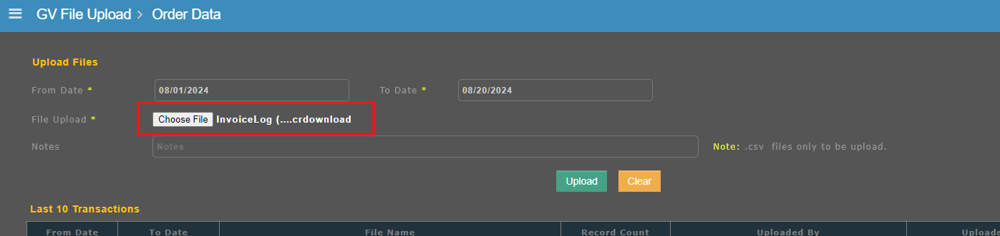 GV File Upload > Order Data
Upload Files
From Date * 08/01/2024 To Date * 08/20/2024
File Upload * Choose File InvoiceLog (....crdownload
Notes Notes Note: .csv files only to be upload.
Upload Clear
Last 10 Transactions
From Date To Date File Name Record Count Uploaded By Uploade